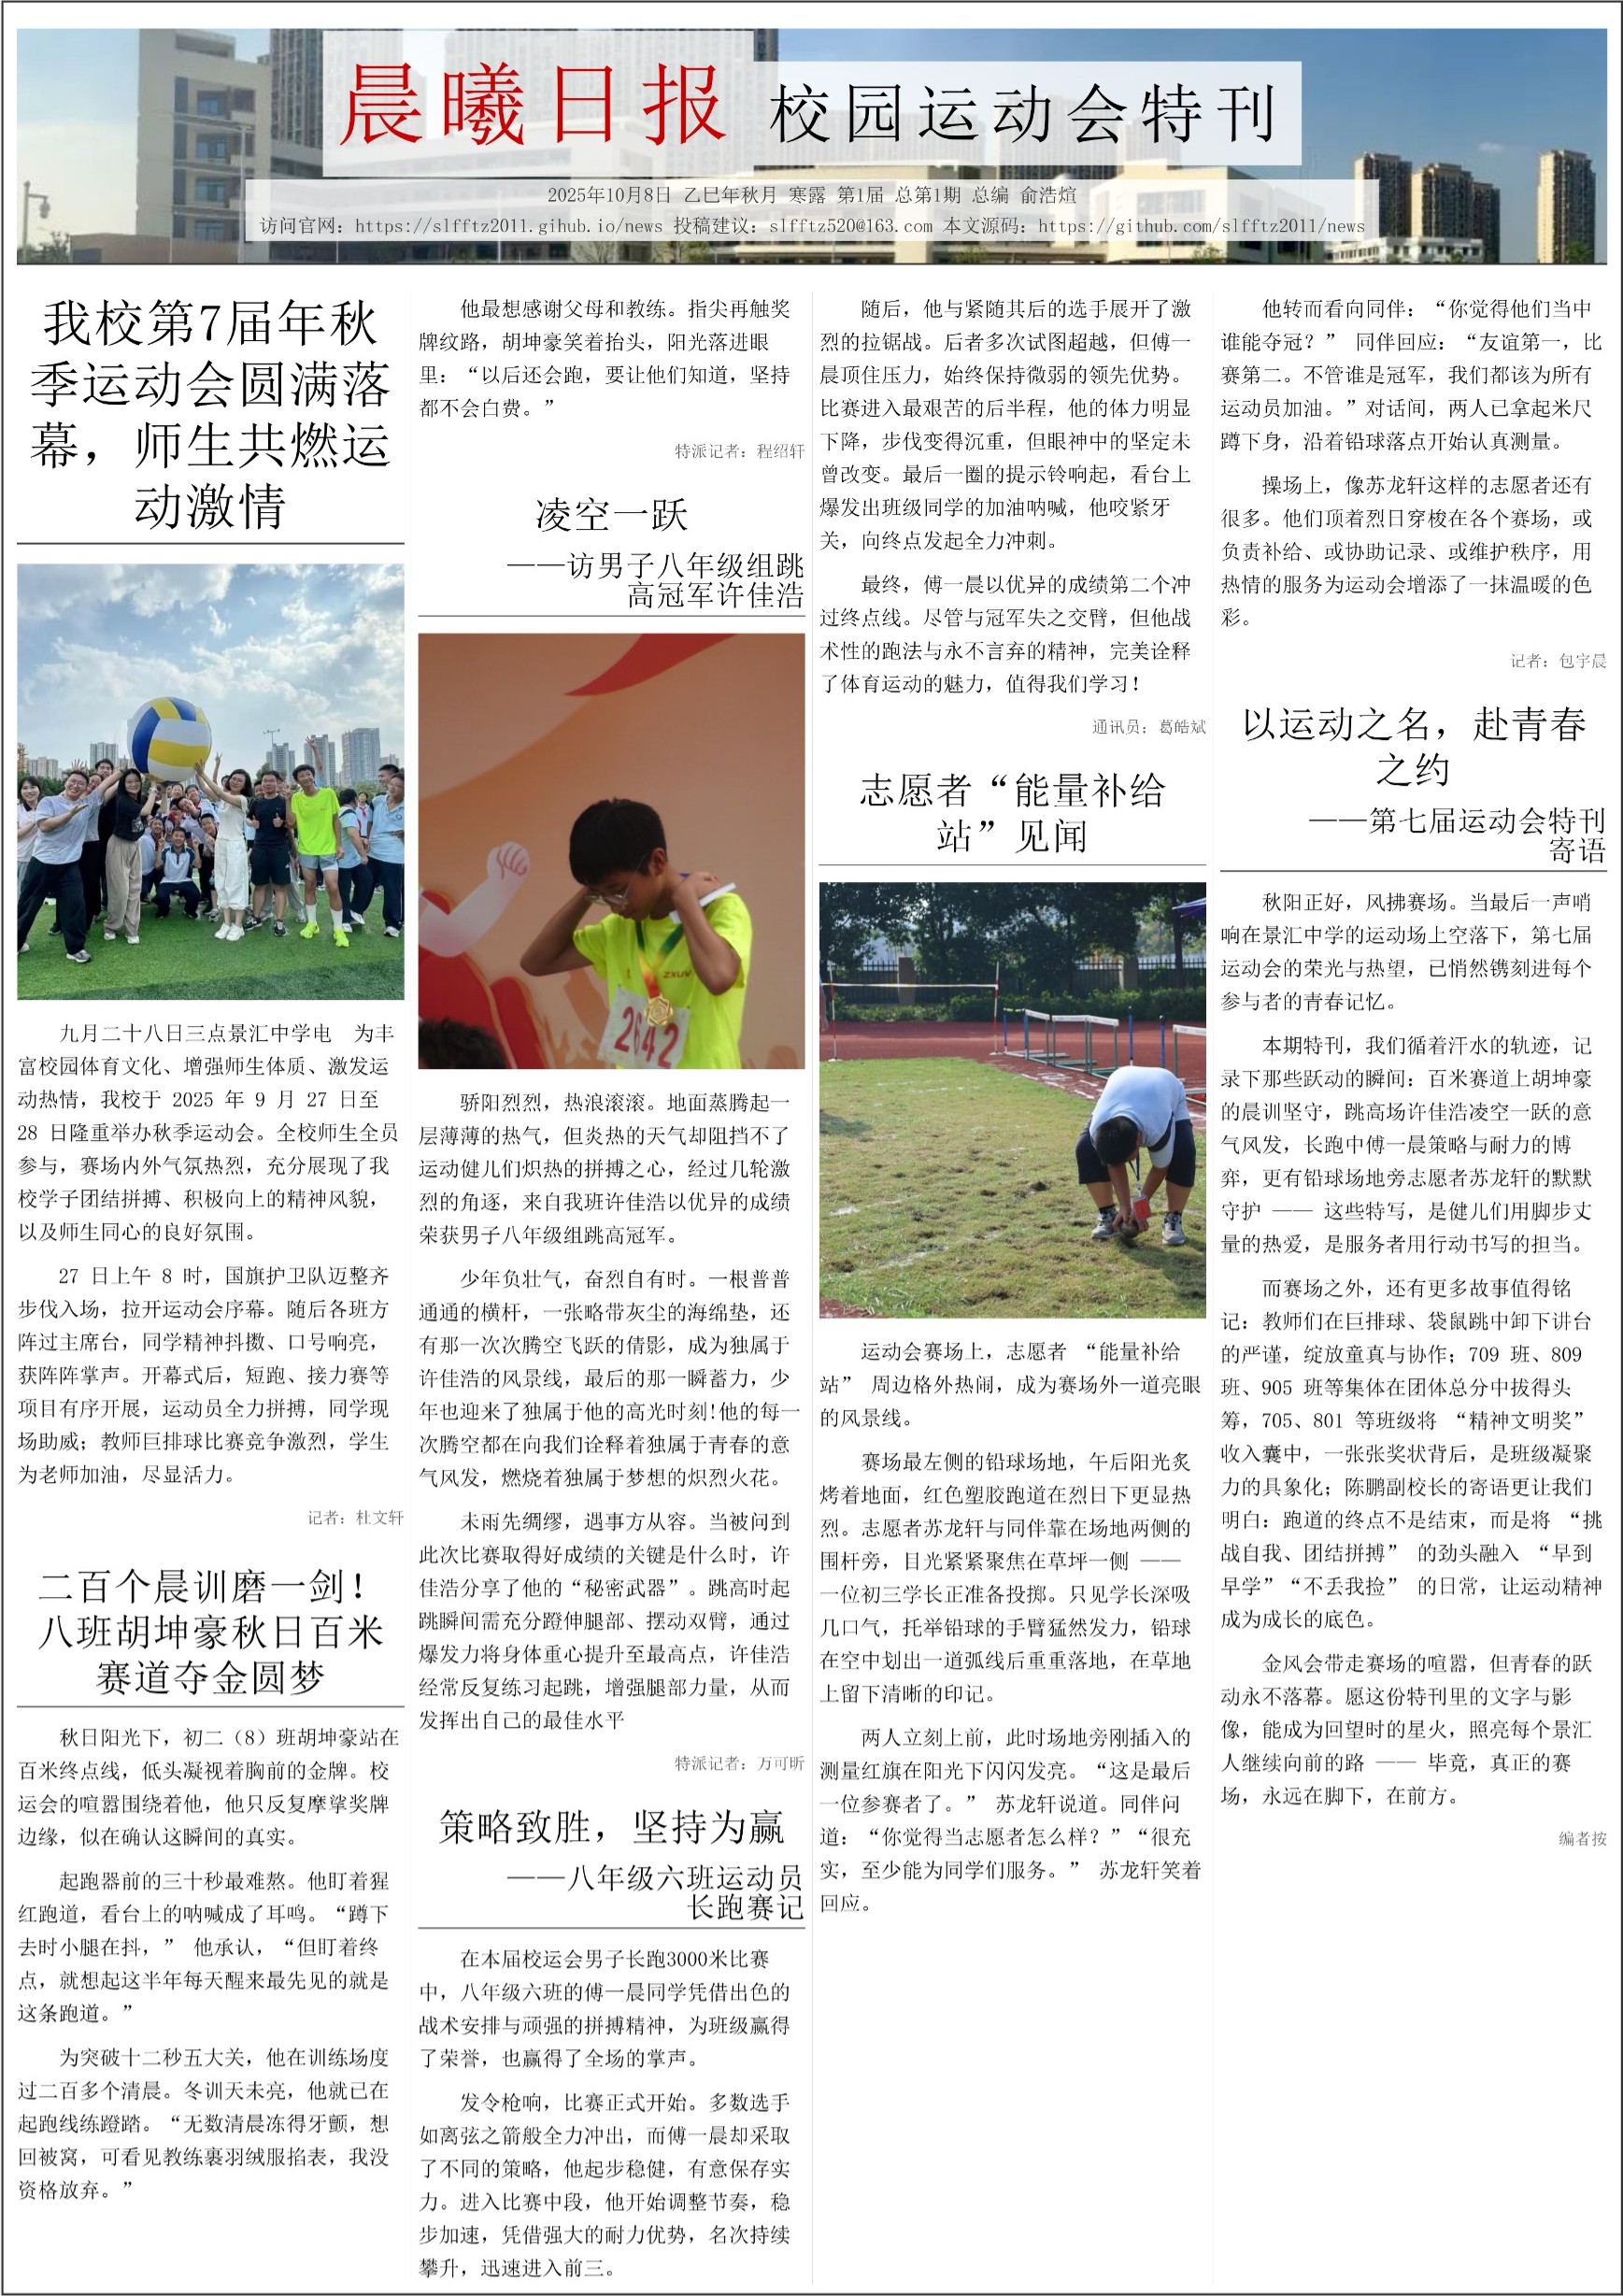 晨曦日报 校园运动会特刊
2025年10月8日 乙巳年秋月 寒露 第1届 总第1期 总编 俞浩煊
访问官网：https://slfftz2011.gihub.io/news 投稿建议：slfftz520@163.com 本文源码：https://github.com/slfftz2011/news
我校第7届年秋
季运动会圆满落
幕，师生共燃运
动激情
九月二十八日三点景汇中学电　为丰
富校园体育文化、增强师生体质、激发运
动热情，我校于 2025 年 9 月 27 日至
28 日隆重举办秋季运动会。全校师生全员
参与，赛场内外气氛热烈，充分展现了我
校学子团结拼搏、积极向上的精神风貌，
以及师生同心的良好氛围。
27 日上午 8 时，国旗护卫队迈整齐
步伐入场，拉开运动会序幕。随后各班方
阵过主席台，同学精神抖擞、口号响亮，
获阵阵掌声。开幕式后，短跑、接力赛等
项目有序开展，运动员全力拼搏，同学现
场助威；教师巨排球比赛竞争激烈，学生
为老师加油，尽显活力。
记者：杜文轩
二百个晨训磨一剑！
八班胡坤豪秋日百米
赛道夺金圆梦
秋日阳光下，初二（8）班胡坤豪站在
百米终点线，低头凝视着胸前的金牌。校
运会的喧嚣围绕着他，他只反复摩挲奖牌
边缘，似在确认这瞬间的真实。
起跑器前的三十秒最难熬。他盯着猩
红跑道，看台上的呐喊成了耳鸣。“蹲下
去时小腿在抖，” 他承认，“但盯着终
点，就想起这半年每天醒来最先见的就是
这条跑道。”
为突破十二秒五大关，他在训练场度
过二百多个清晨。冬训天未亮，他就已在
起跑线练蹬踏。“无数清晨冻得牙颤，想
回被窝，可看见教练裹羽绒服掐表，我没
资格放弃。”
他最想感谢父母和教练。指尖再触奖
牌纹路，胡坤豪笑着抬头，阳光落进眼
里：“以后还会跑，要让他们知道，坚持
都不会白费。”
特派记者：程绍轩
凌空一跃
——访男子八年级组跳
高冠军许佳浩
ZXUV
2642
骄阳烈烈，热浪滚滚。地面蒸腾起一
层薄薄的热气，但炎热的天气却阻挡不了
运动健儿们炽热的拼搏之心，经过几轮激
烈的角逐，来自我班许佳浩以优异的成绩
荣获男子八年级组跳高冠军。
少年负壮气，奋烈自有时。一根普普
通通的横杆，一张略带灰尘的海绵垫，还
有那一次次腾空飞跃的倩影，成为独属于
许佳浩的风景线，最后的那一瞬蓄力，少
年也迎来了独属于他的高光时刻!他的每一
次腾空都在向我们诠释着独属于青春的意
气风发，燃烧着独属于梦想的炽烈火花。
未雨先绸缪，遇事方从容。当被问到
此次比赛取得好成绩的关键是什么时，许
佳浩分享了他的“秘密武器”。跳高时起
跳瞬间需充分蹬伸腿部、摆动双臂，通过
爆发力将身体重心提升至最高点，许佳浩
经常反复练习起跳，增强腿部力量，从而
发挥出自己的最佳水平
特派记者：万可昕
策略致胜，坚持为赢
——八年级六班运动员
长跑赛记
在本届校运会男子长跑3000米比赛
中，八年级六班的傅一晨同学凭借出色的
战术安排与顽强的拼搏精神，为班级赢得
了荣誉，也赢得了全场的掌声。
发令枪响，比赛正式开始。多数选手
如离弦之箭般全力冲出，而傅一晨却采取
了不同的策略，他起步稳健，有意保存实
力。进入比赛中段，他开始调整节奏，稳
步加速，凭借强大的耐力优势，名次持续
攀升，迅速进入前三。
随后，他与紧随其后的选手展开了激
烈的拉锯战。后者多次试图超越，但傅一
晨顶住压力，始终保持微弱的领先优势。
比赛进入最艰苦的后半程，他的体力明显
下降，步伐变得沉重，但眼神中的坚定未
曾改变。最后一圈的提示铃响起，看台上
爆发出班级同学的加油呐喊，他咬紧牙
关，向终点发起全力冲刺。
最终，傅一晨以优异的成绩第二个冲
过终点线。尽管与冠军失之交臂，但他战
术性的跑法与永不言弃的精神，完美诠释
了体育运动的魅力，值得我们学习！
通讯员：葛皓斌
志愿者“能量补给
站”见闻
运动会赛场上，志愿者 “能量补给
站” 周边格外热闹，成为赛场外一道亮眼
的风景线。
赛场最左侧的铅球场地，午后阳光炙
烤着地面，红色塑胶跑道在烈日下更显热
烈。志愿者苏龙轩与同伴靠在场地两侧的
围杆旁，目光紧紧聚焦在草坪一侧 ——
一位初三学长正准备投掷。只见学长深吸
几口气，托举铅球的手臂猛然发力，铅球
在空中划出一道弧线后重重落地，在草地
上留下清晰的印记。
两人立刻上前，此时场地旁刚插入的
测量红旗在阳光下闪闪发亮。“这是最后
一位参赛者了。” 苏龙轩说道。同伴问
道：“你觉得当志愿者怎么样？”“很充
实，至少能为同学们服务。” 苏龙轩笑着
回应。
他转而看向同伴：“你觉得他们当中
谁能夺冠？” 同伴回应：“友谊第一，比
赛第二。不管谁是冠军，我们都该为所有
运动员加油。”对话间，两人已拿起米尺
蹲下身，沿着铅球落点开始认真测量。
操场上，像苏龙轩这样的志愿者还有
很多。他们顶着烈日穿梭在各个赛场，或
负责补给、或协助记录、或维护秩序，用
热情的服务为运动会增添了一抹温暖的色
彩。
记者：包宇晨
以运动之名，赴青春
之约
——第七届运动会特刊
寄语
秋阳正好，风拂赛场。当最后一声哨
响在景汇中学的运动场上空落下，第七届
运动会的荣光与热望，已悄然镌刻进每个
参与者的青春记忆。
本期特刊，我们循着汗水的轨迹，记
录下那些跃动的瞬间：百米赛道上胡坤豪
的晨训坚守，跳高场许佳浩凌空一跃的意
气风发，长跑中傅一晨策略与耐力的博
弈，更有铅球场地旁志愿者苏龙轩的默默
守护 —— 这些特写，是健儿们用脚步丈
量的热爱，是服务者用行动书写的担当。
而赛场之外，还有更多故事值得铭
记：教师们在巨排球、袋鼠跳中卸下讲台
的严谨，绽放童真与协作；709 班、809
班、905 班等集体在团体总分中拔得头
筹，705、801 等班级将 “精神文明奖”
收入囊中，一张张奖状背后，是班级凝聚
力的具象化；陈鹏副校长的寄语更让我们
明白：跑道的终点不是结束，而是将 “挑
战自我、团结拼搏” 的劲头融入 “早到
早学”“不丢我捡” 的日常，让运动精神
成为成长的底色。
金风会带走赛场的喧嚣，但青春的跃
动永不落幕。愿这份特刊里的文字与影
像，能成为回望时的星火，照亮每个景汇
人继续向前的路 —— 毕竟，真正的赛
场，永远在脚下，在前方。
编者按